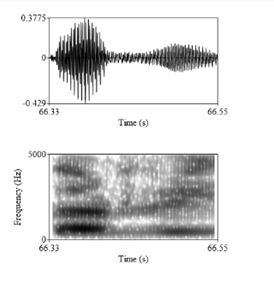 0.3775
0
-0.429
66.33 66.55
Time (s)
5000
Frequency (Hz)
0
66.33 66.55
Time (s)